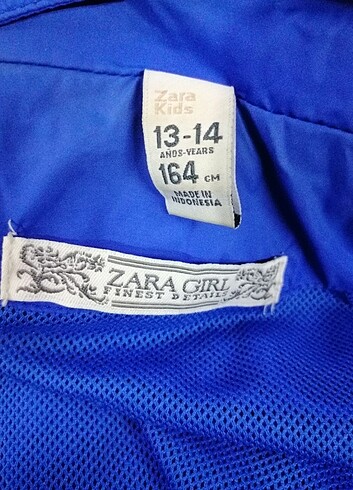 Zara
Kids
13-14
AÑOS-YEARS
164 CM
MADE IN
INDONESIA
ZARA GIRL
FINEST DETAILS